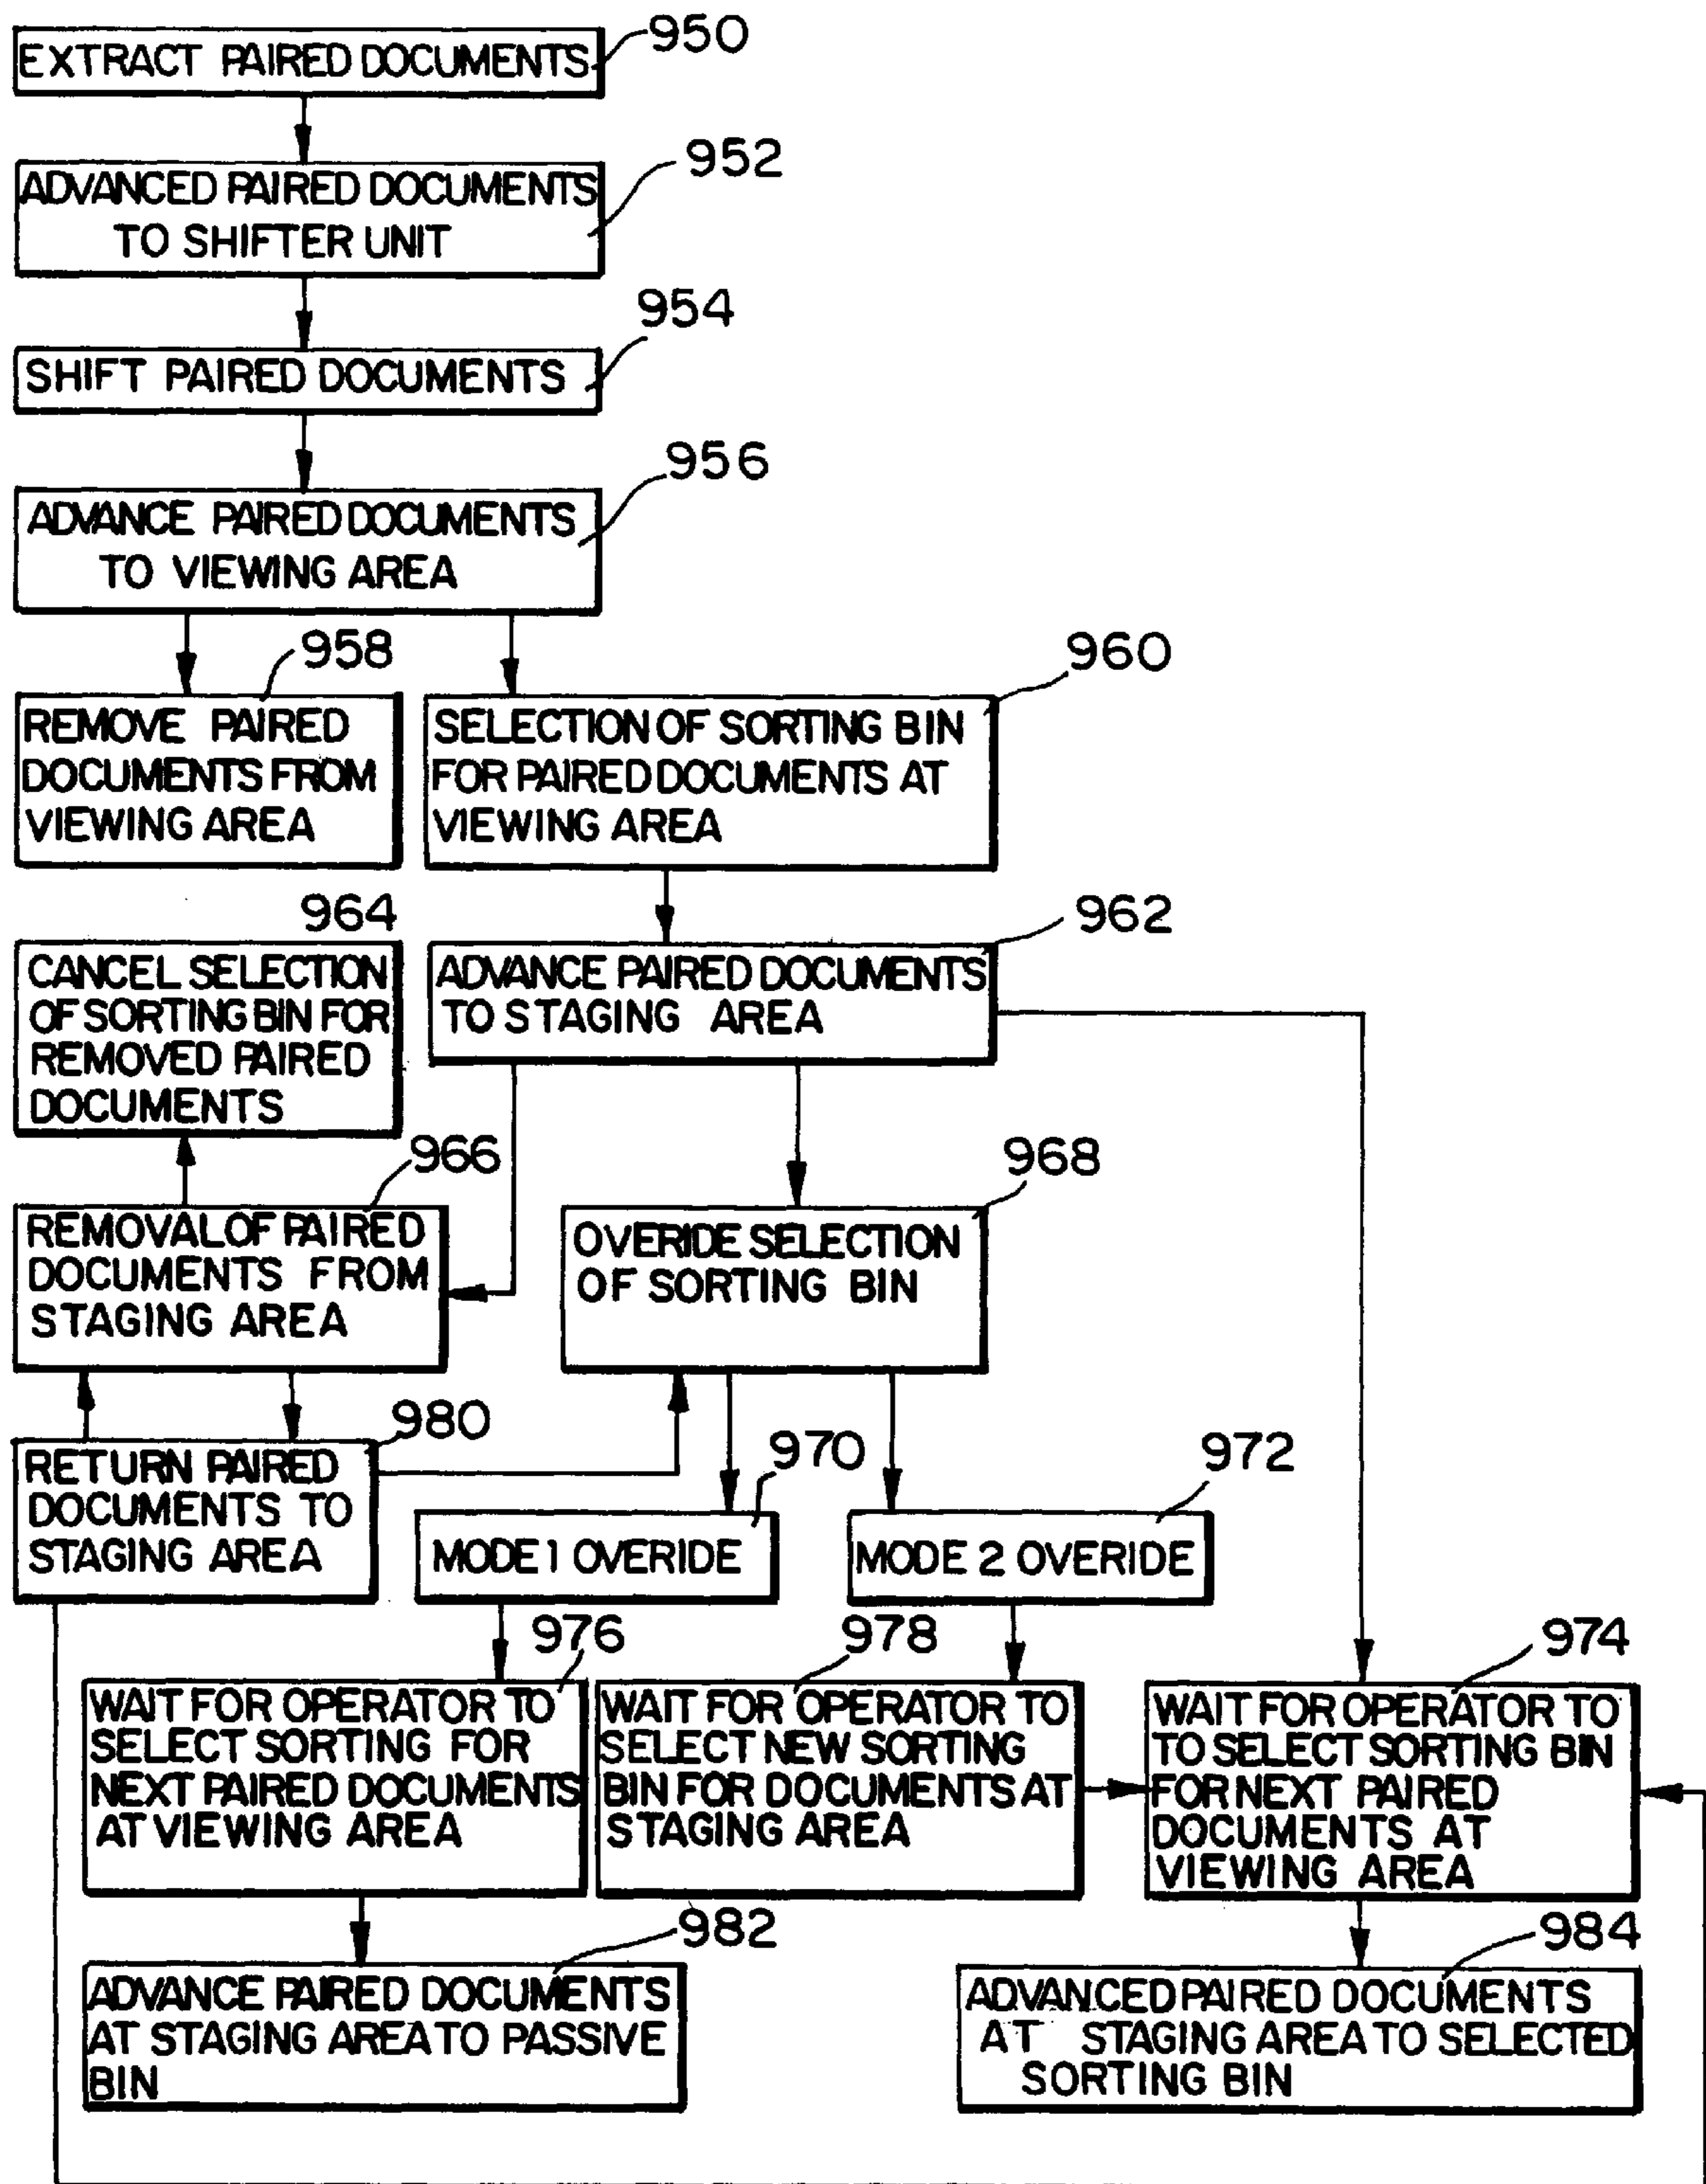 950
EXTRACT PAIRED DOCUMENTS
952
ADVANCED PAIRED DOCUMENTS
TO SHIFTER UNIT
954
SHIFT PAIRED DOCUMENTS
956
ADVANCE PAIRED DOCUMENTS
TO VIEWING AREA
958
REMOVE PAIRED
DOCUMENTS FROM
VIEWING AREA
960
SELECTION OF SORTING BIN
FOR PAIRED DOCUMENTS AT
VIEWING AREA
964
CANCEL SELECTION
OF SORTING BIN FOR
REMOVED PAIRED
DOCUMENTS
962
ADVANCE PAIRED DOCUMENTS
TO STAGING AREA
966
REMOVAL OF PAIRED
DOCUMENTS FROM
STAGING AREA
968
OVERIDE SELECTION
OF SORTING BIN
980
RETURN PAIRED
DOCUMENTS TO
STAGING AREA
970
MODE 1 OVERIDE
972
MODE 2 OVERIDE
976
WAIT FOR OPERATOR TO
SELECT SORTING FOR
NEXT PAIRED DOCUMENTS
AT VIEWING AREA
978
WAIT FOR OPERATOR TO
SELECT NEW SORTING
BIN FOR DOCUMENTS AT
STAGING AREA
974
WAIT FOR OPERATOR TO
TO SELECT SORTING BIN
FOR NEXT PAIRED
DOCUMENTS AT
VIEWING AREA
982
ADVANCE PAIRED DOCUMENTS
AT STAGING AREA TO PASSIVE
BIN
984
ADVANCED PAIRED DOCUMENTS
AT STAGING AREA TO SELECTED
SORTING BIN